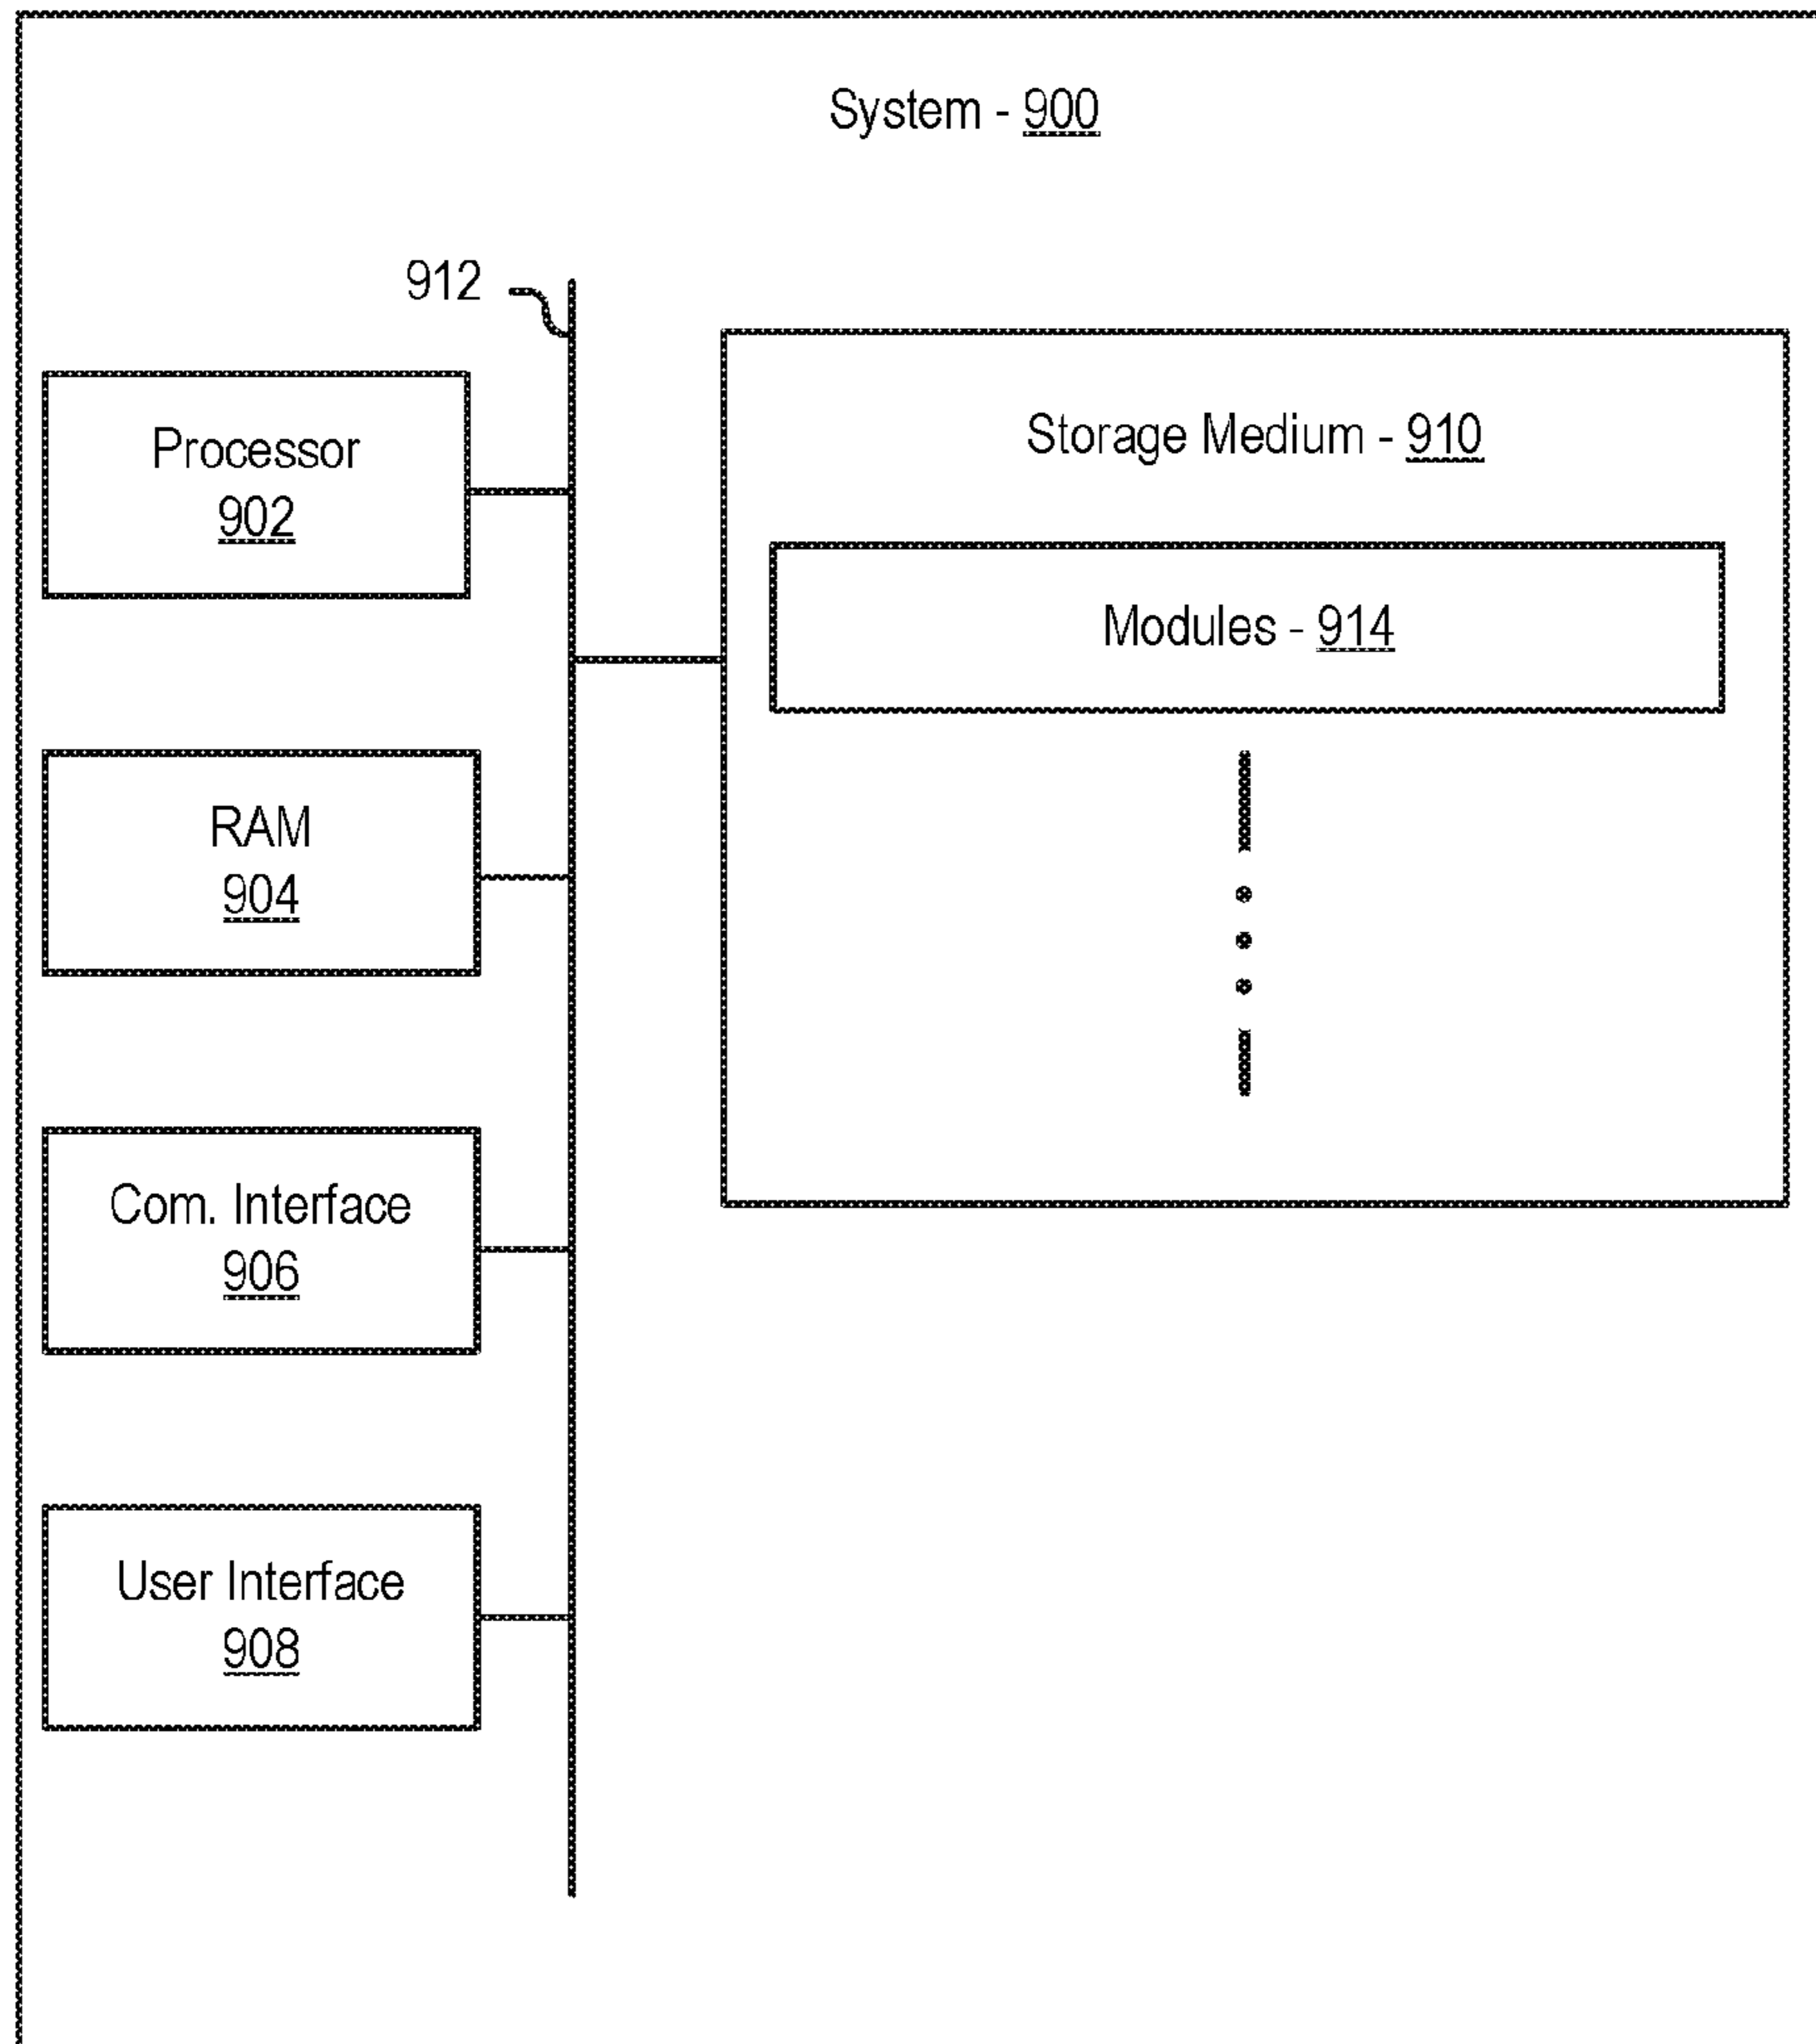 System - 900
912
Processor
902
Storage Medium - 910
Modules - 914
RAM
904
Com. Interface
906
User Interface
908